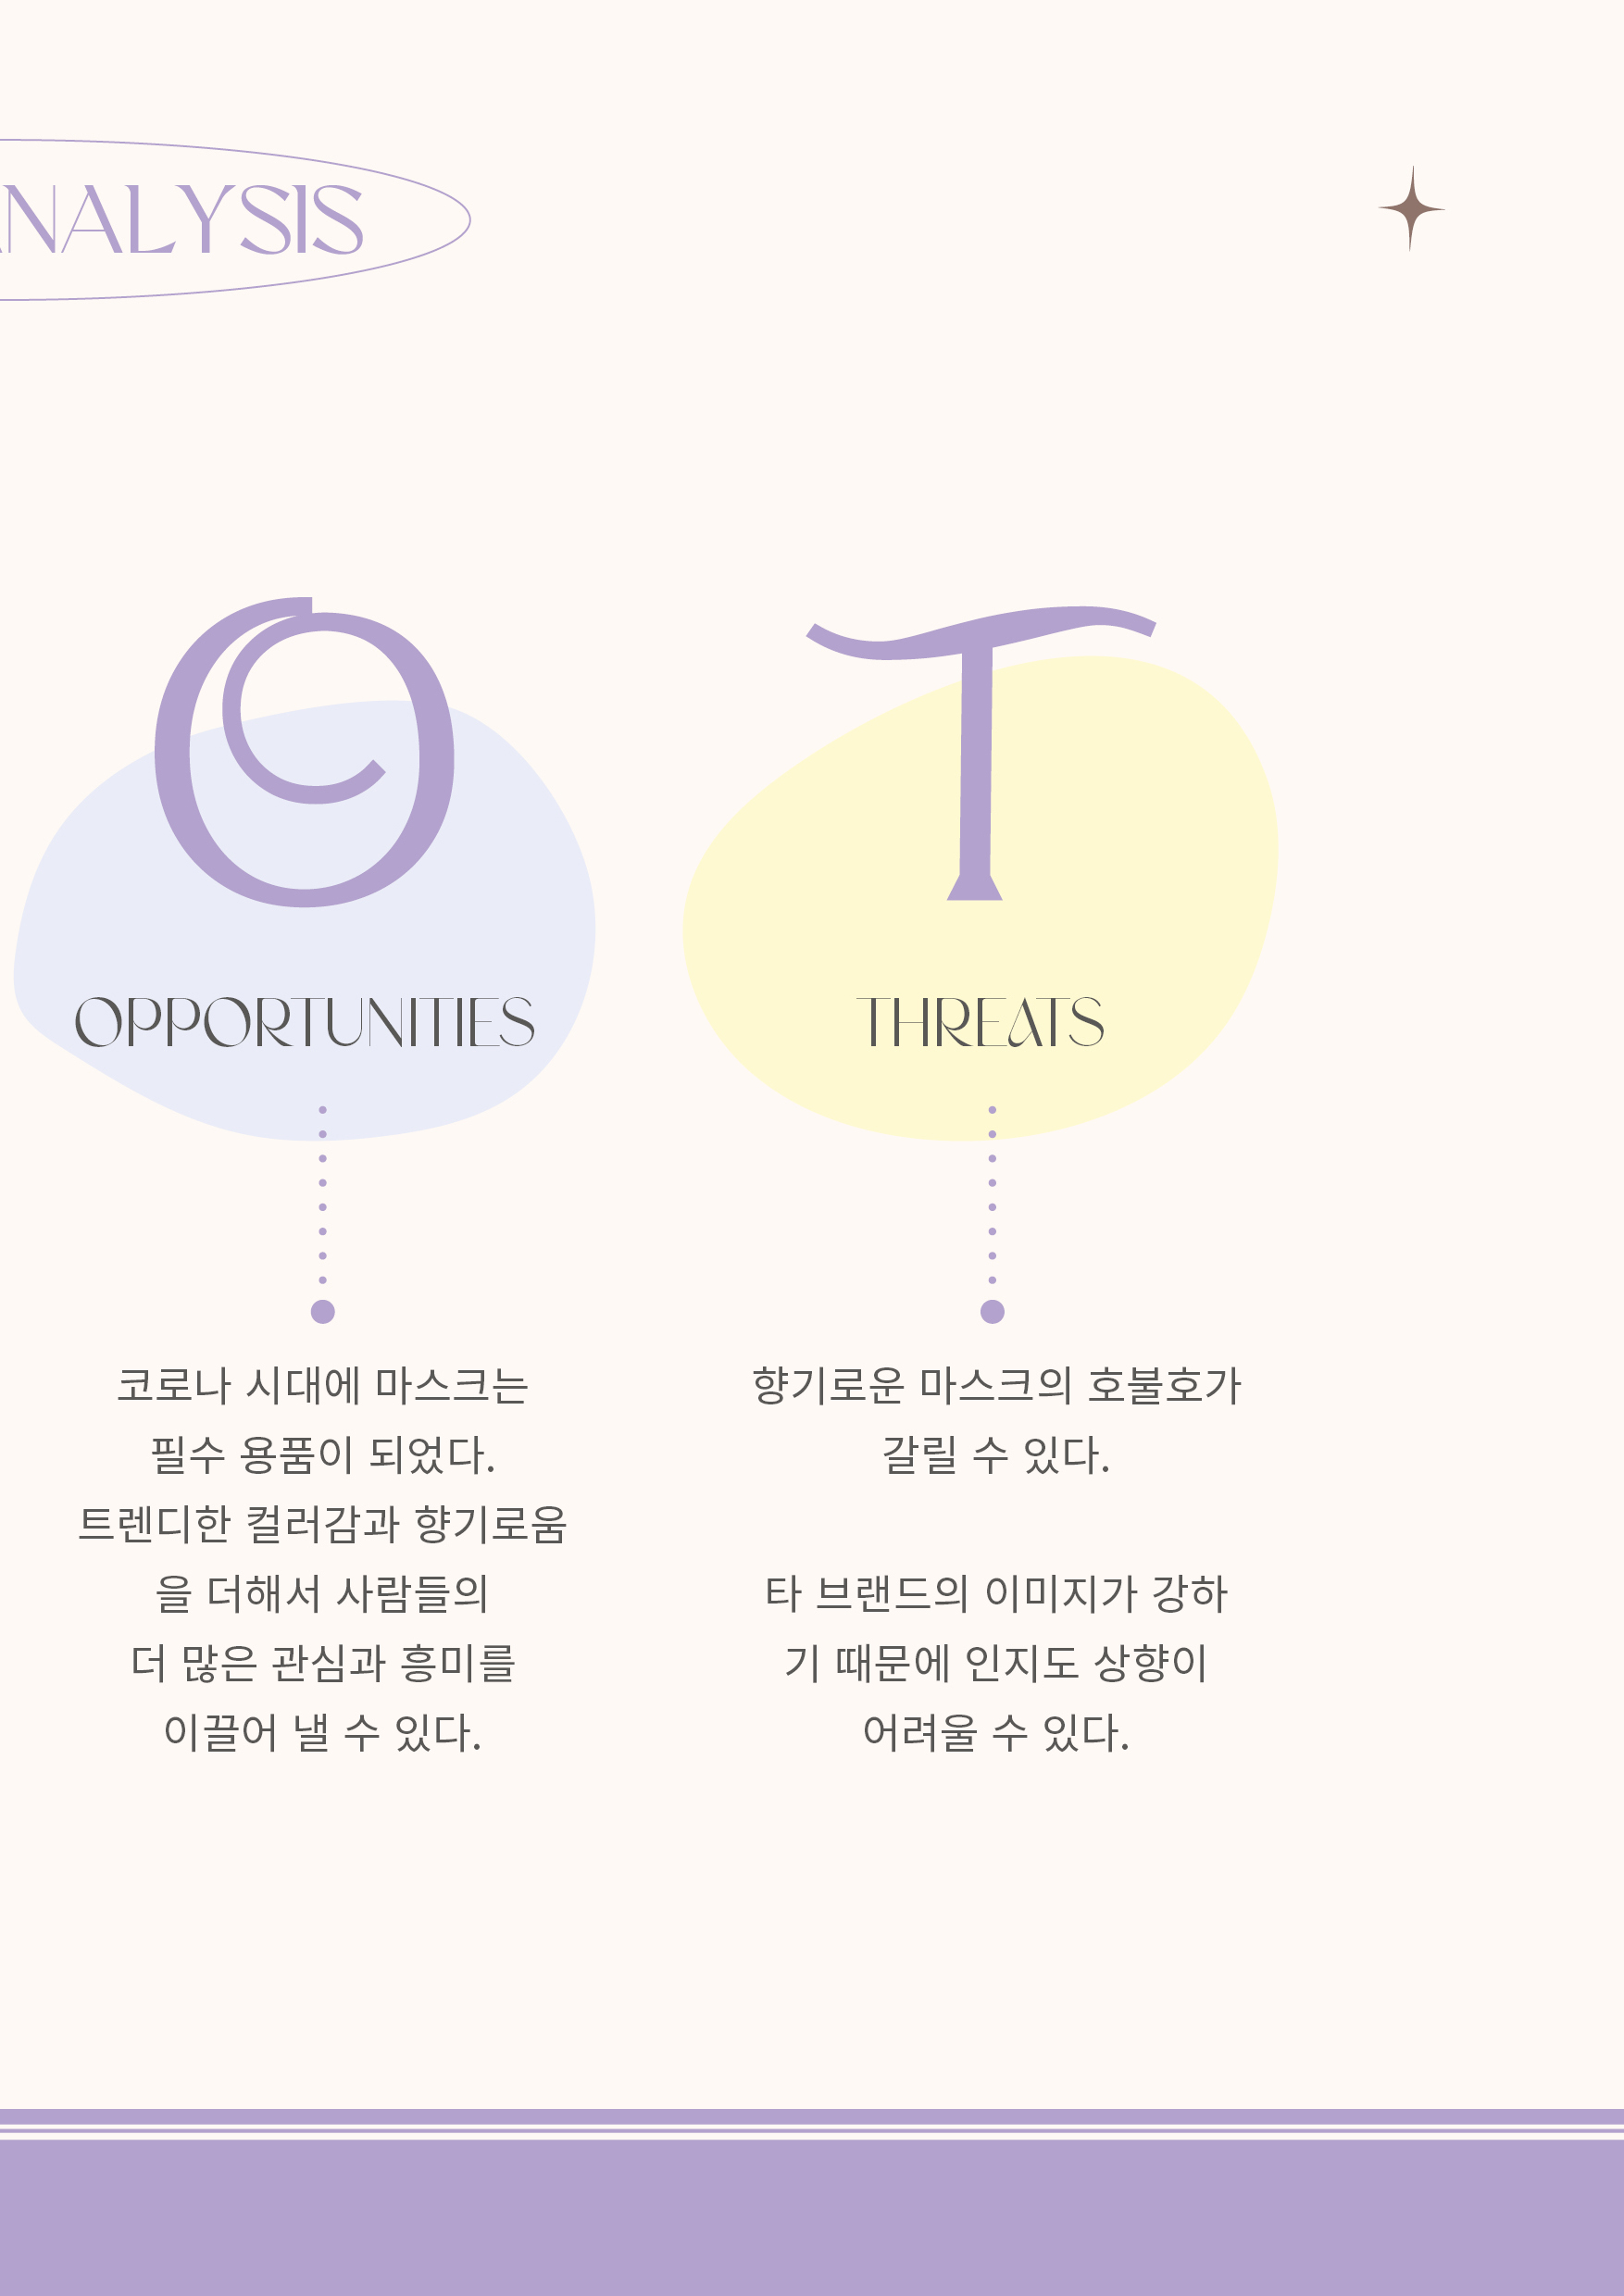 ANALYSIS
O
OPPORTUNITIES
코로나 시대에 마스크는
필수 용품이 되었다.
트렌디한 컬러감과 향기로움
을 더해서 사람들의
더 많은 관심과 흥미를
이끌어 낼 수 있다.
T
THREATS
향기로운 마스크의 호불호가
갈릴 수 있다.
타 브랜드의 이미지가 강하
기 때문에 인지도 상향이
어려울 수 있다.